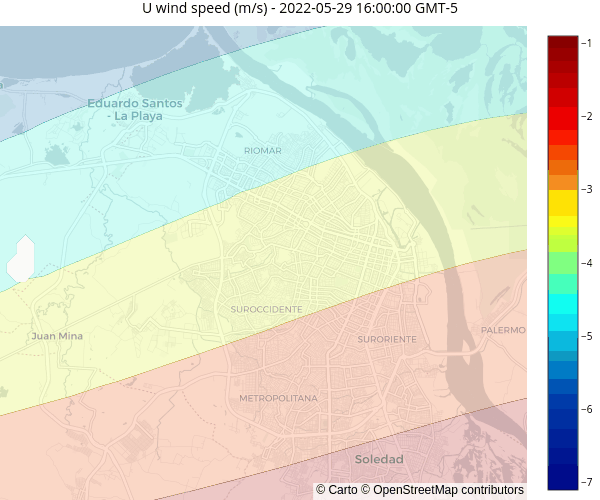 U wind speed (m/s) - 2022-05-29 16:00:00 GMT-5
Eduardo Santos
- La Playa
RIOMAR
SUROCCIDENTE
Juan Mina
SURORIENTE
PALERMO
METROPOLITANA
Soledad
© Carto © OpenStreetMap contributors
−1
−2
−3
−4
−5
−6
−7